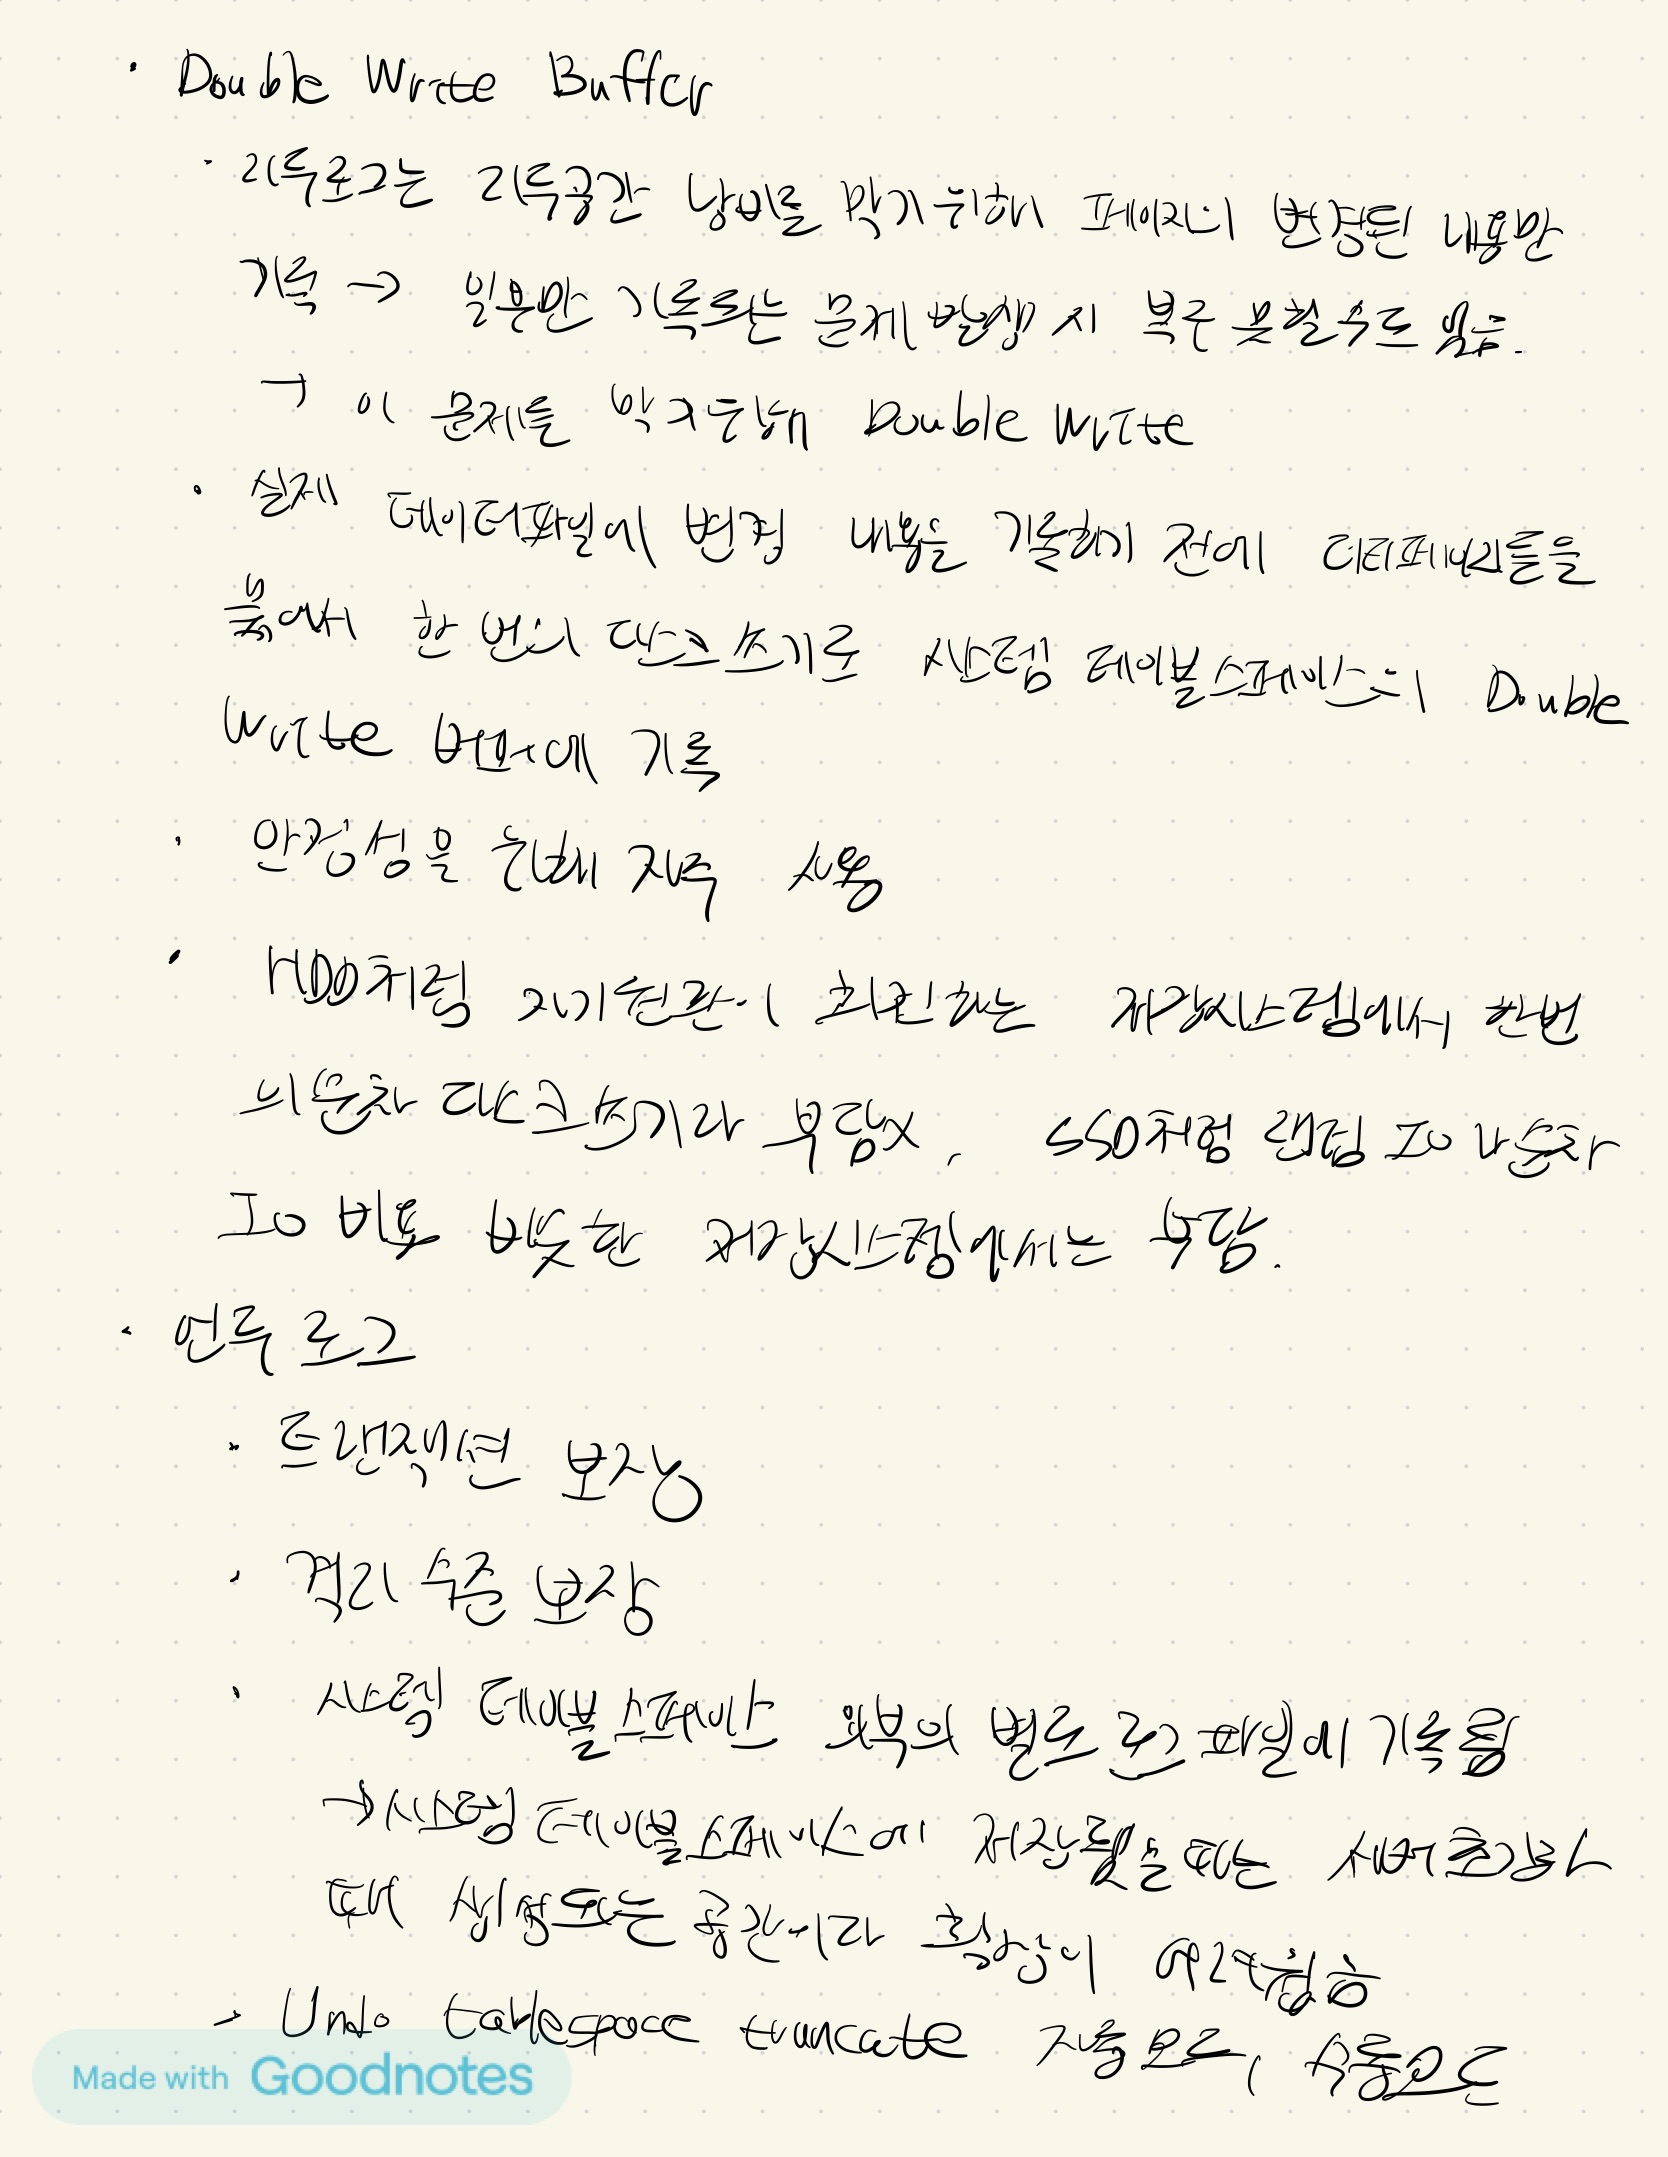 · Double Write Buffer
· 리두로그는 리두공간 낭비를 막기위해 페이지의 변경된 내용만
기록 → 일부만 기록되는 문제 발생 시 복구 못할수도 있음.
→ 이 문제를 막기위해 Double Write
· 실제 데이터파일에 변경 내용을 기록하기 전에 더티페이지들을
묶어서 한 번의 디스크 쓰기로 시스템 테이블스페이스의 Double
Write 버퍼에 기록
· 안정성을 위해 자주 사용
· HDD처럼 자기원판이 회전하는 저장시스템에서 한번
의 순차 디스크 쓰기라 부담x, SSD처럼 랜덤 IO나 순차
IO 비용 비슷한 저장시스템에서는 부담.
· 언두 로그
· 트랜잭션 보장
· 격리 수준 보장
· 시스템 테이블스페이스 외부의 별도 로그 파일에 기록됨
→ 시스템 테이블스페이스에 저장됐을때는 서버초기화
때 생성되는 공간이라 확장이 어려웠음
· Undo tablespace truncate 자동모드, 수동모드
Made with Goodnotes